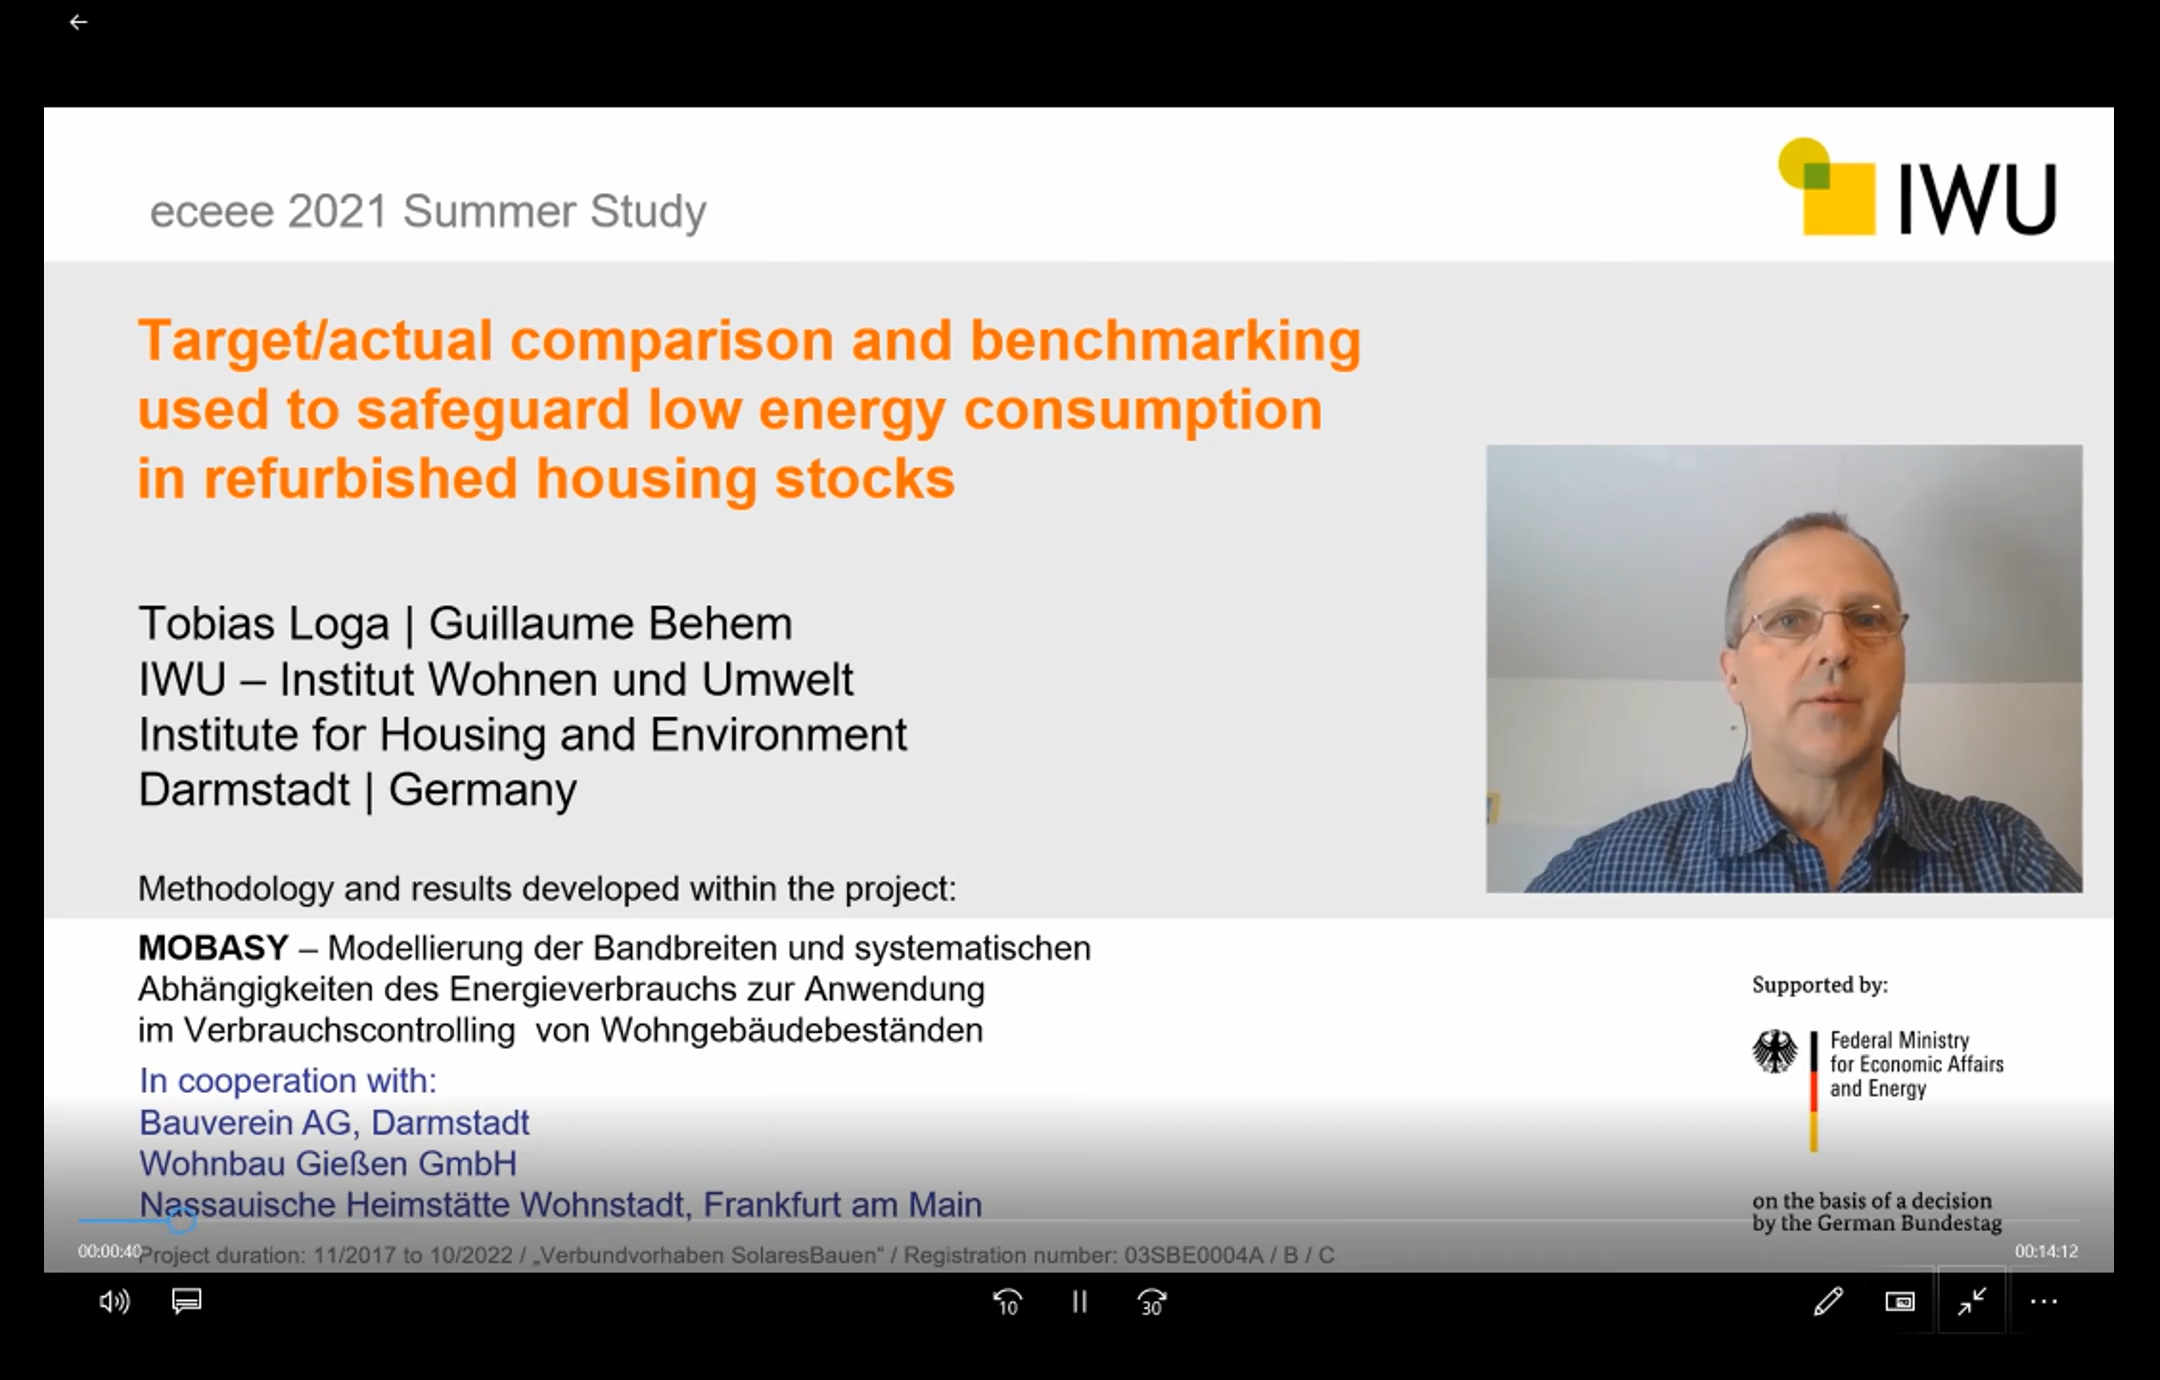 eceee 2021 Summer Study
IWU
Target/actual comparison and benchmarking
used to safeguard low energy consumption
in refurbished housing stocks
Tobias Loga | Guillaume Behem
IWU – Institut Wohnen und Umwelt
Institute for Housing and Environment
Darmstadt | Germany
Methodology and results developed within the project:
MOBASY – Modellierung der Bandbreiten und systematischen
Abhängigkeiten des Energieverbrauchs zur Anwendung
im Verbrauchscontrolling von Wohngebäudebeständen
In cooperation with:
Bauverein AG, Darmstadt
Wohnbau Gießen GmbH
Nassauische Heimstätte Wohnstadt, Frankfurt am Main
Supported by:
Federal Ministry
for Economic Affairs
and Energy
on the basis of a decision
by the German Bundestag
00:00:40
Project duration: 11/2017 to 10/2022 / „Verbundvorhaben SolaresBauen“ / Registration number: 03SBE0004A / B / C
00:14:12
10
30